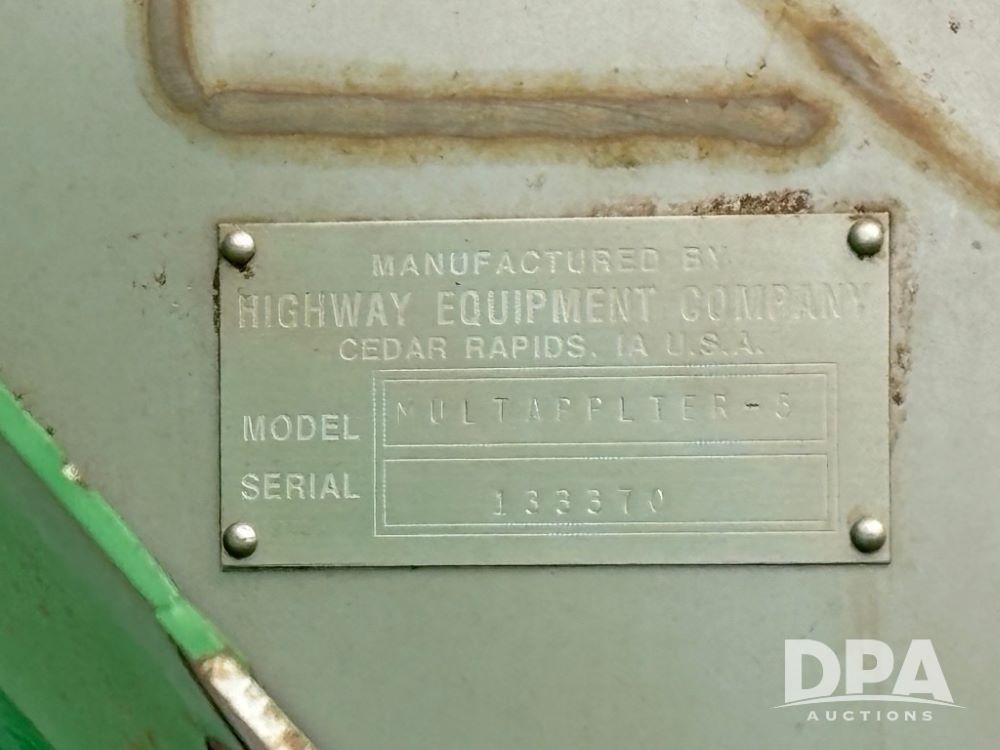 MANUFACTURED BY
HIGHWAY EQUIPMENT COMPANY
CEDAR RAPIDS, IA U.S.A.
MODEL MULTAPPLIER-5
SERIAL 133370
DPA
AUCTIONS